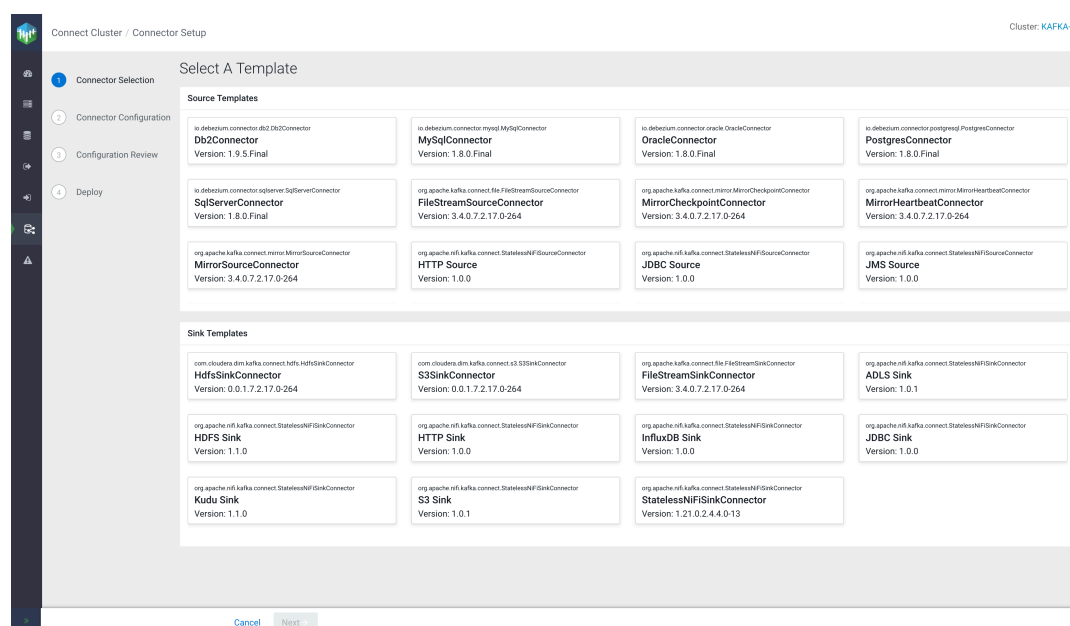 Connect Cluster / Connector Setup
Cluster: KAFKA-
1 Connector Selection
2 Connector Configuration
3 Configuration Review
4 Deploy
Select A Template
Source Templates
io.debezium.connector.db2.Db2Connector
Db2Connector
Version: 1.9.5.Final
io.debezium.connector.mysql.MySqlConnector
MySqlConnector
Version: 1.8.0.Final
io.debezium.connector.oracle.OracleConnector
OracleConnector
Version: 1.8.0.Final
io.debezium.connector.postgresql.PostgresConnector
PostgresConnector
Version: 1.8.0.Final
io.debezium.connector.sqlserver.SqlServerConnector
SqlServerConnector
Version: 1.8.0.Final
org.apache.kafka.connect.file.FileStreamSourceConnector
FileStreamSourceConnector
Version: 3.4.0.7.2.17.0-264
org.apache.kafka.connect.mirror.MirrorCheckpointConnector
MirrorCheckpointConnector
Version: 3.4.0.7.2.17.0-264
org.apache.kafka.connect.mirror.MirrorHeartbeatConnector
MirrorHeartbeatConnector
Version: 3.4.0.7.2.17.0-264
org.apache.kafka.connect.mirror.MirrorSourceConnector
MirrorSourceConnector
Version: 3.4.0.7.2.17.0-264
org.apache.nifi.kafka.connect.StatelessNiFiSourceConnector
HTTP Source
Version: 1.0.0
org.apache.nifi.kafka.connect.StatelessNiFiSourceConnector
JDBC Source
Version: 1.0.0
org.apache.nifi.kafka.connect.StatelessNiFiSourceConnector
JMS Source
Version: 1.0.0
Sink Templates
com.cloudera.dim.kafka.connect.hdfs.HdfsSinkConnector
HdfsSinkConnector
Version: 0.0.1.7.2.17.0-264
com.cloudera.dim.kafka.connect.s3.S3SinkConnector
S3SinkConnector
Version: 0.0.1.7.2.17.0-264
org.apache.kafka.connect.file.FileStreamSinkConnector
FileStreamSinkConnector
Version: 3.4.0.7.2.17.0-264
org.apache.nifi.kafka.connect.StatelessNiFiSinkConnector
ADLS Sink
Version: 1.0.1
org.apache.nifi.kafka.connect.StatelessNiFiSinkConnector
HDFS Sink
Version: 1.1.0
org.apache.nifi.kafka.connect.StatelessNiFiSinkConnector
HTTP Sink
Version: 1.0.0
org.apache.nifi.kafka.connect.StatelessNiFiSinkConnector
InfluxDB Sink
Version: 1.0.0
org.apache.nifi.kafka.connect.StatelessNiFiSinkConnector
JDBC Sink
Version: 1.0.0
org.apache.nifi.kafka.connect.StatelessNiFiSinkConnector
Kudu Sink
Version: 1.1.0
org.apache.nifi.kafka.connect.StatelessNiFiSinkConnector
S3 Sink
Version: 1.0.1
org.apache.nifi.kafka.connect.StatelessNiFiSinkConnector
StatelessNiFiSinkConnector
Version: 1.21.0.2.4.4.0-13
Cancel
Next